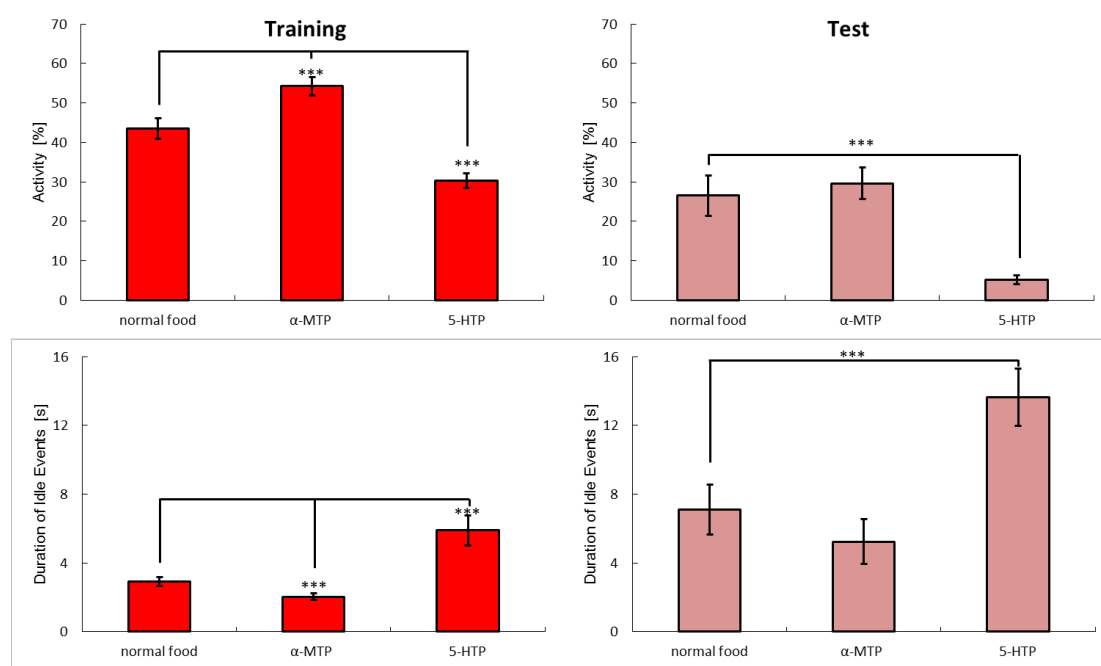 Training
Activity [%]
70
60
50
40
30
20
10
0
***
***
normal food
α-MTP
5-HTP
Test
Activity [%]
70
60
50
40
30
20
10
0
***
normal food
α-MTP
5-HTP
Duration of Idle Events [s]
16
12
8
4
0
***
***
normal food
α-MTP
5-HTP
Duration of Idle Events [s]
16
12
8
4
0
***
normal food
α-MTP
5-HTP